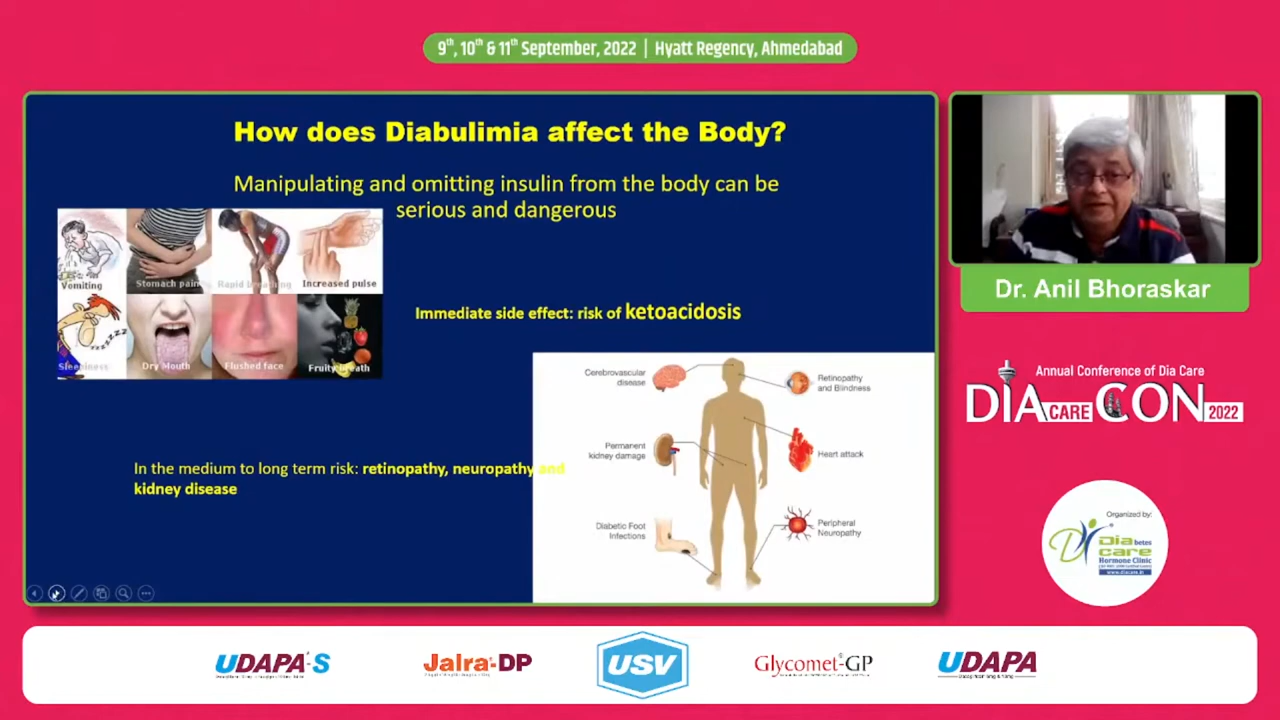 9th, 10th & 11th September, 2022 | Hyatt Regency, Ahmedabad
How does Diabulimia affect the Body?
Manipulating and omitting insulin from the body can be
serious and dangerous
Vomiting
Stomach pain
Rapid breathing
Increased pulse
Sleepiness
Dry Mouth
Flushed face
Fruity breath
Immediate side effect: risk of ketoacidosis
Cerebrovascular
disease
Retinopathy
and Blindness
Permanent
kidney damage
Heart attack
Diabetic Foot
Infections
Peripheral
Neuropathy
In the medium to long term risk: retinopathy, neuropathy and
kidney disease
Dr. Anil Bhoraskar
Annual Conference of Dia Care
DIA CARE CON 2022
Organized by:
Diabetes
care
Hormone Clinic
www.diacare.in
UDAPA-S
Jalra®-DP
USV
Glycomet®-GP
UDAPA